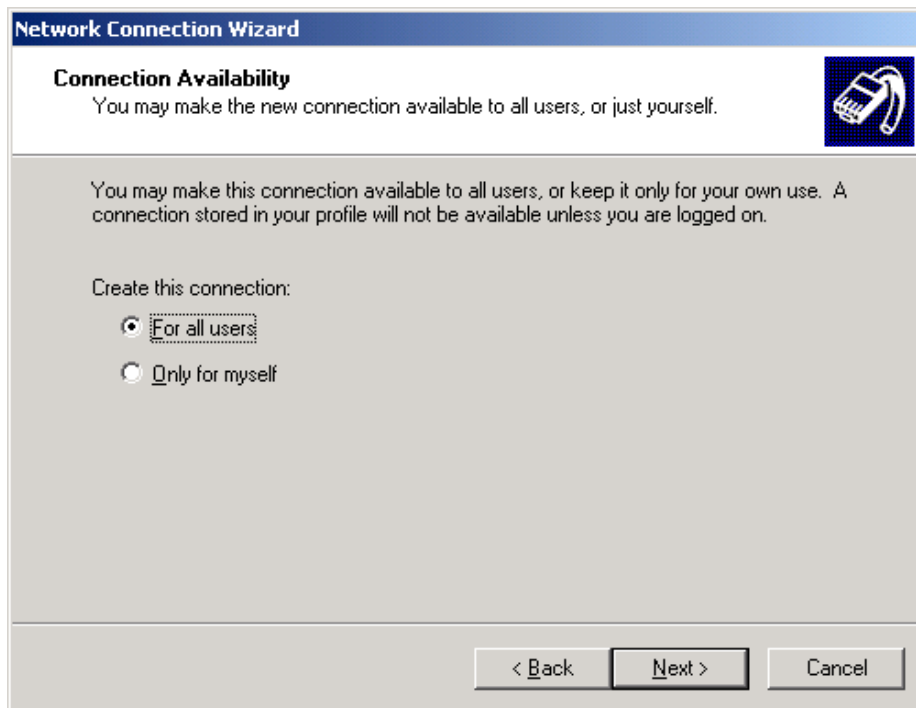 Network Connection Wizard
Connection Availability
You may make the new connection available to all users, or just yourself.
You may make this connection available to all users, or keep it only for your own use.  A
connection stored in your profile will not be available unless you are logged on.
Create this connection:
For all users
Only for myself
< Back Next > Cancel